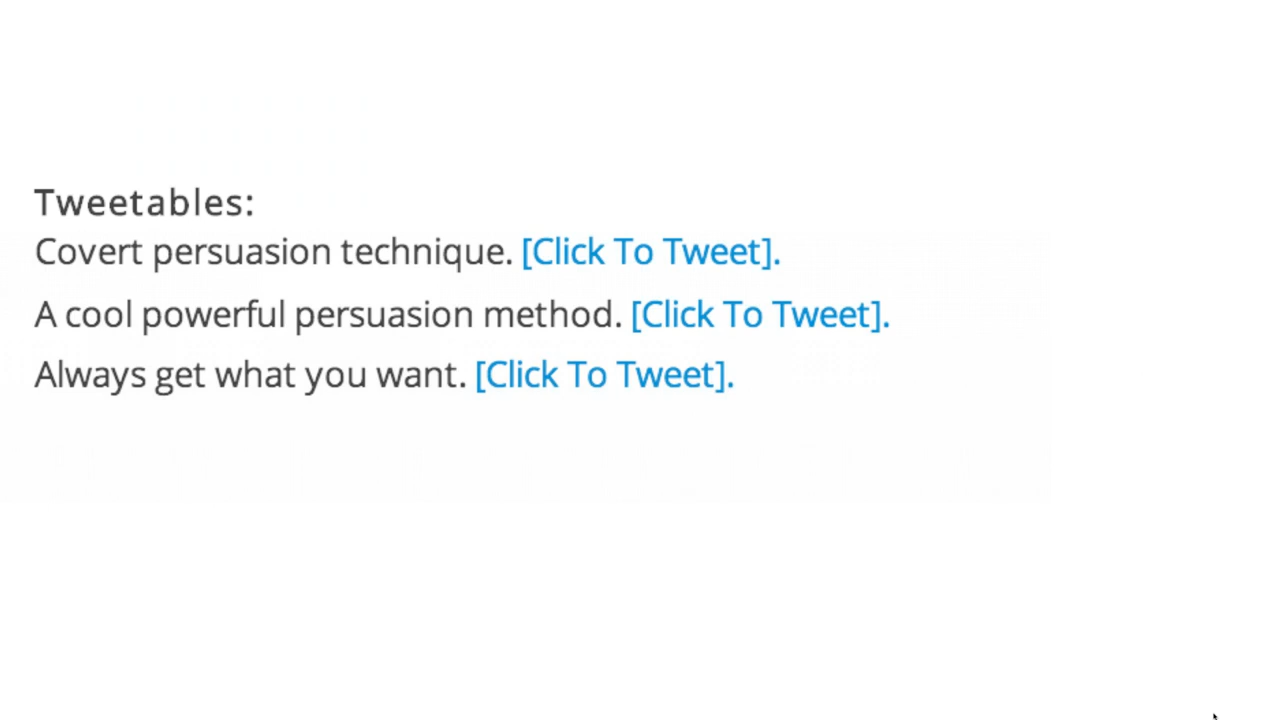 Tweetables:
Covert persuasion technique. [Click To Tweet].
A cool powerful persuasion method. [Click To Tweet].
Always get what you want. [Click To Tweet].